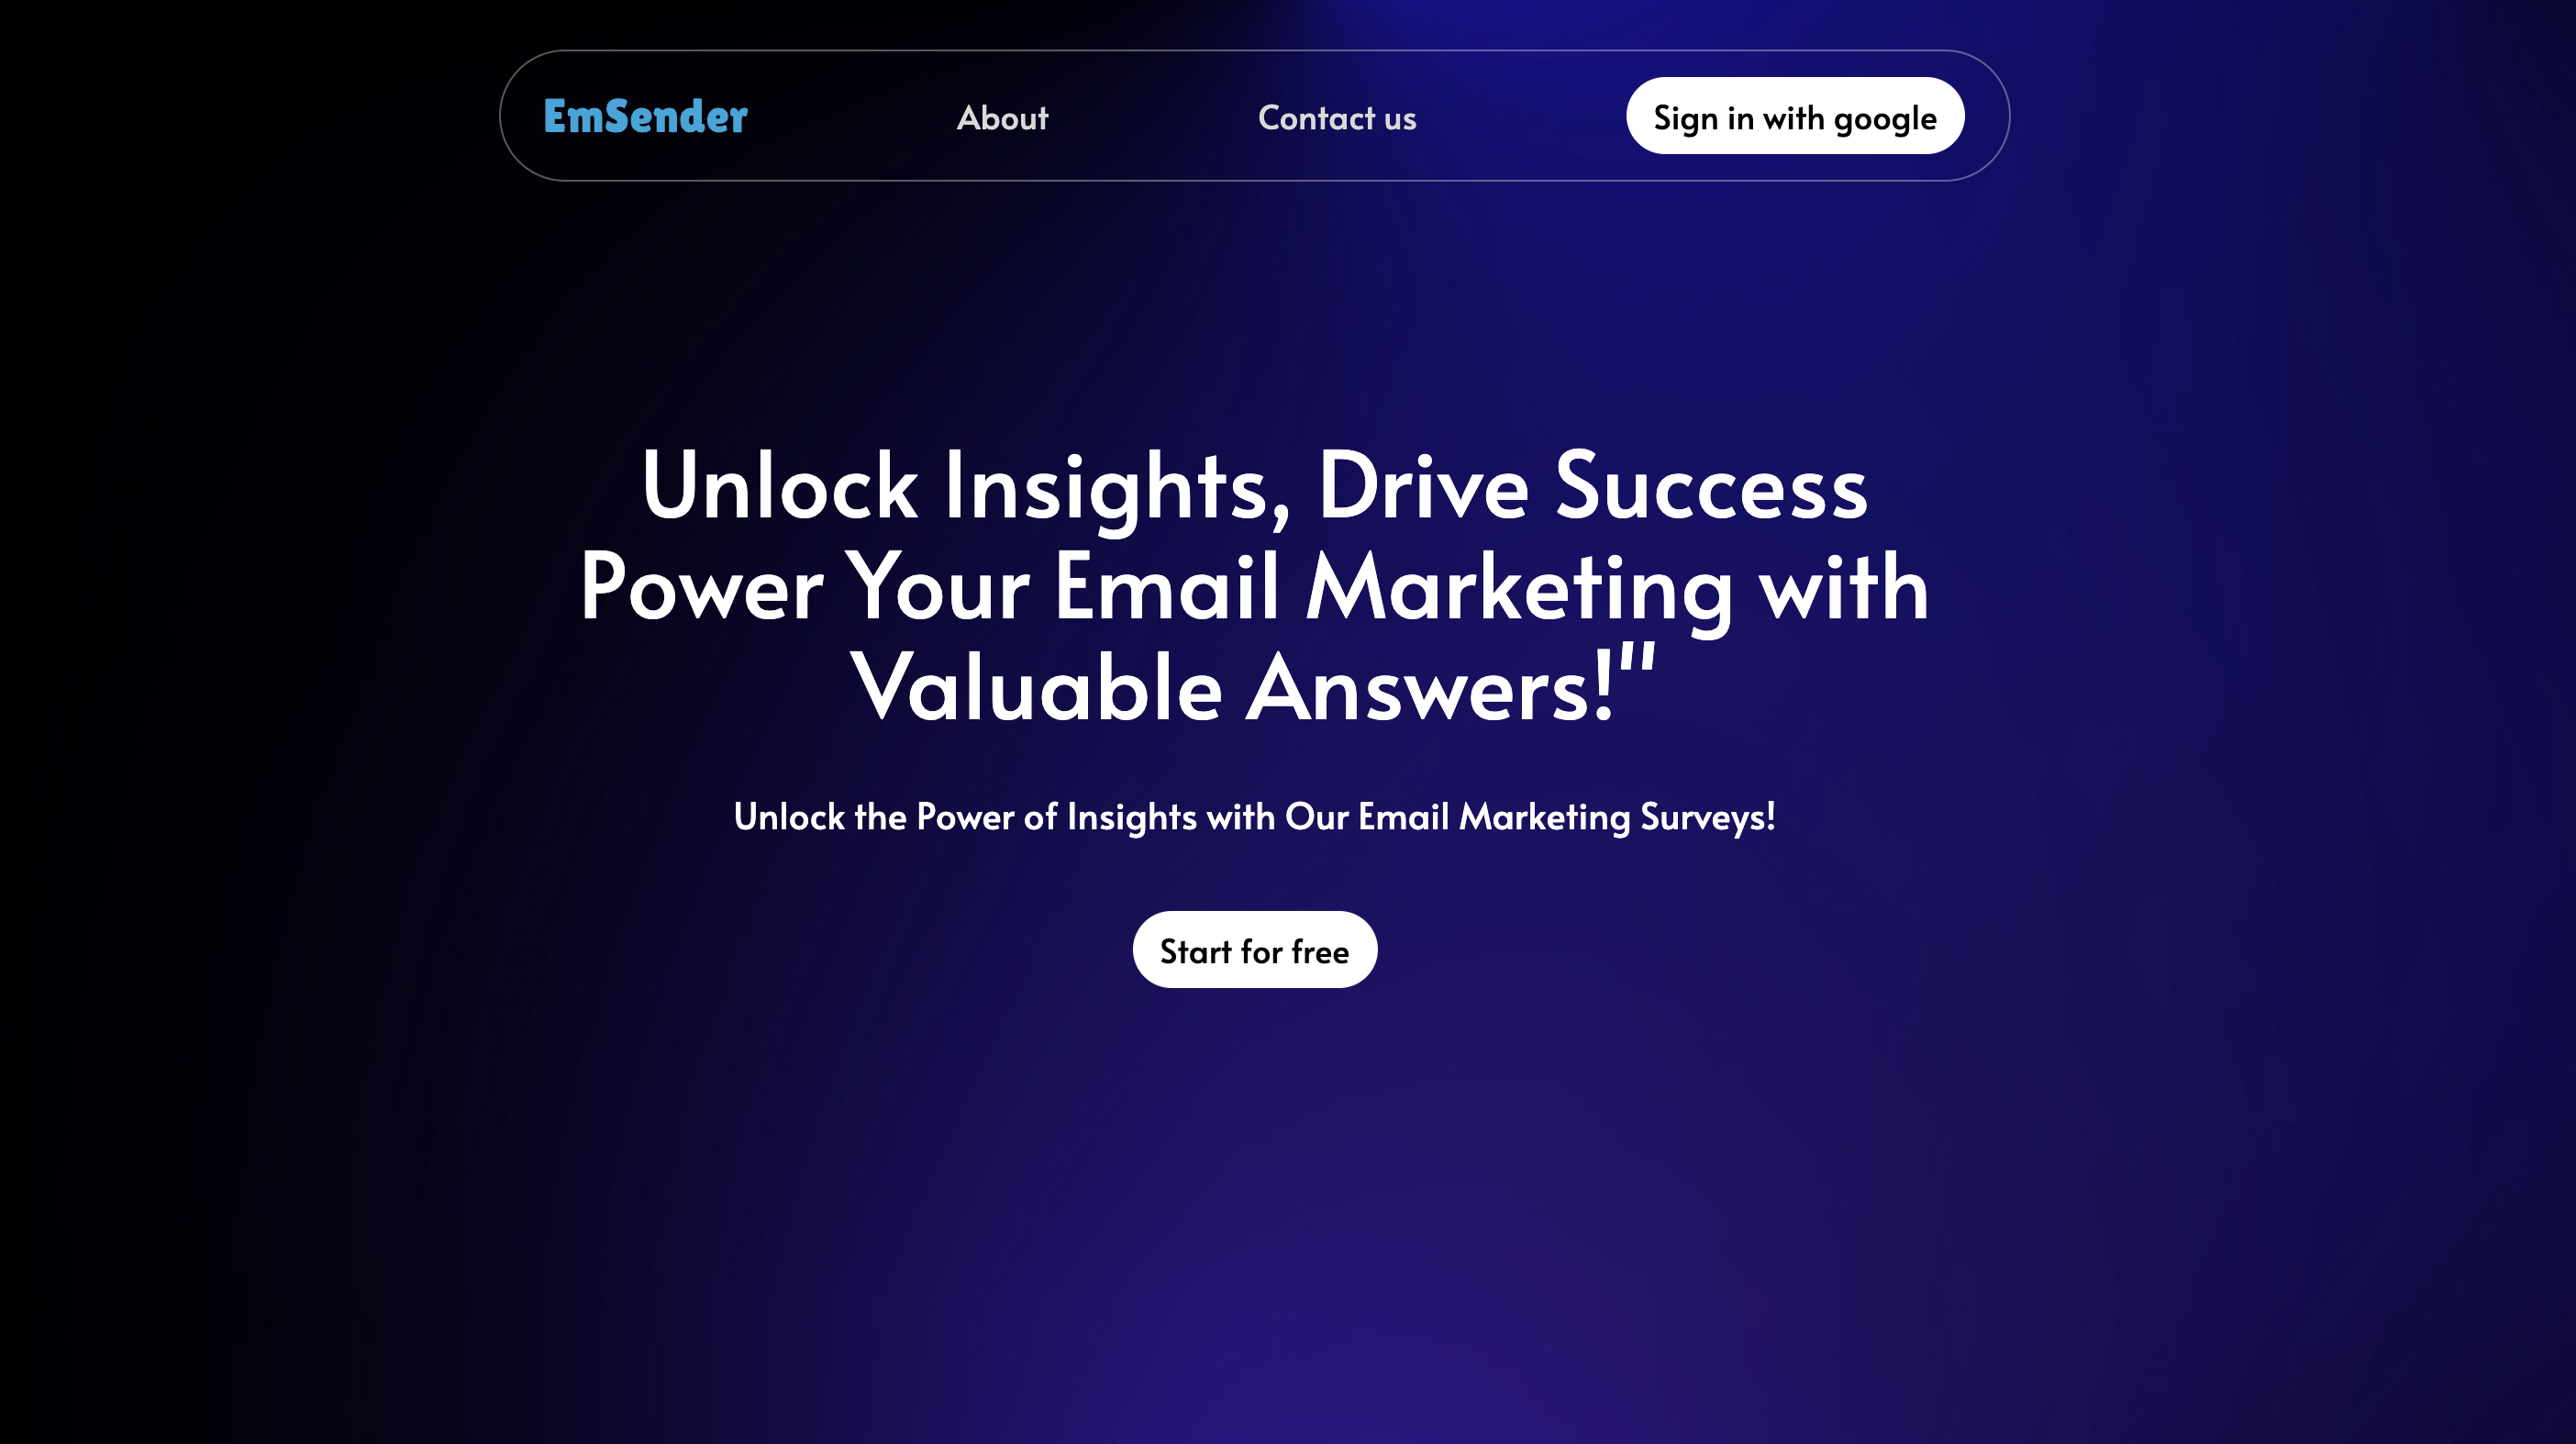 EmSender
About
Contact us
Sign in with google
Unlock Insights, Drive Success
Power Your Email Marketing with
Valuable Answers!"
Unlock the Power of Insights with Our Email Marketing Surveys!
Start for free